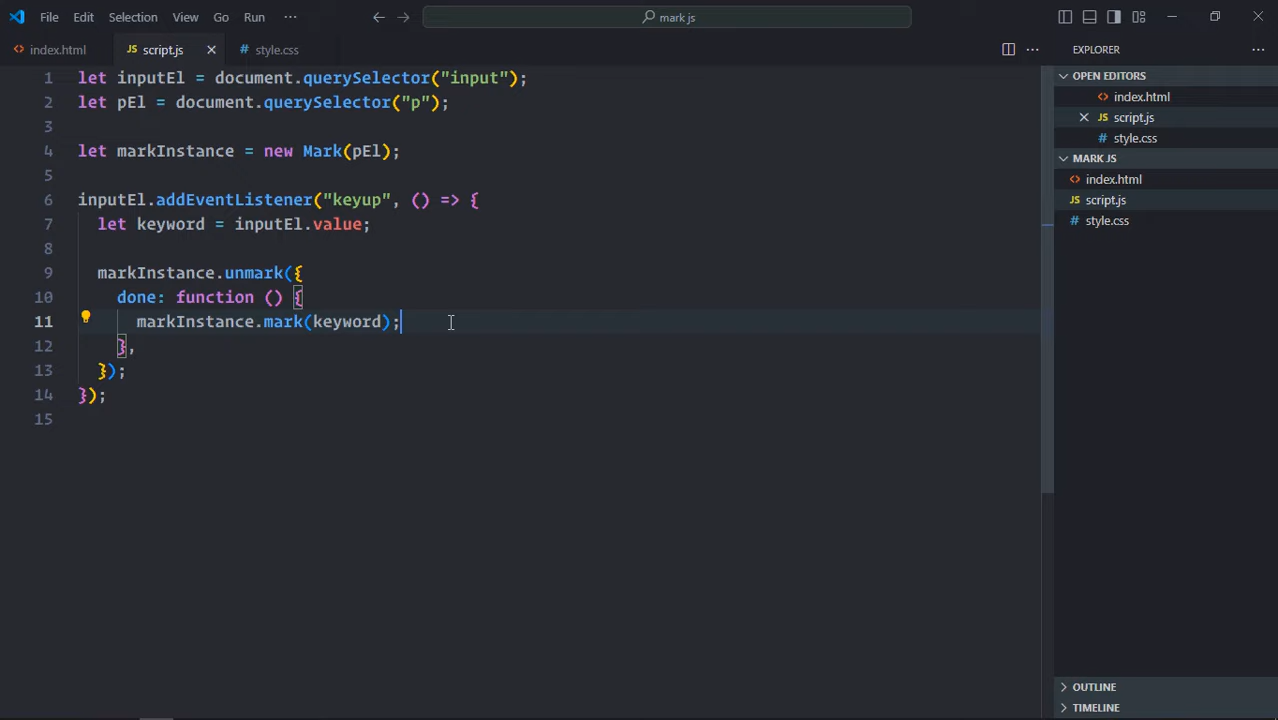 File Edit Selection View Go Run ··· mark js
index.html JS script.js # style.css ··· EXPLORER ···
1 let inputEl = document.querySelector("input");
2 let pEl = document.querySelector("p");
3
4 let markInstance = new Mark(pEl);
5
6 inputEl.addEventListener("keyup", () => {
7 let keyword = inputEl.value;
8
9 markInstance.unmark({
10 done: function () {
11 markInstance.mark(keyword);
12 },
13 });
14 });
15
OPEN EDITORS
index.html
JS script.js
# style.css
MARK JS
index.html
JS script.js
# style.css
OUTLINE
TIMELINE